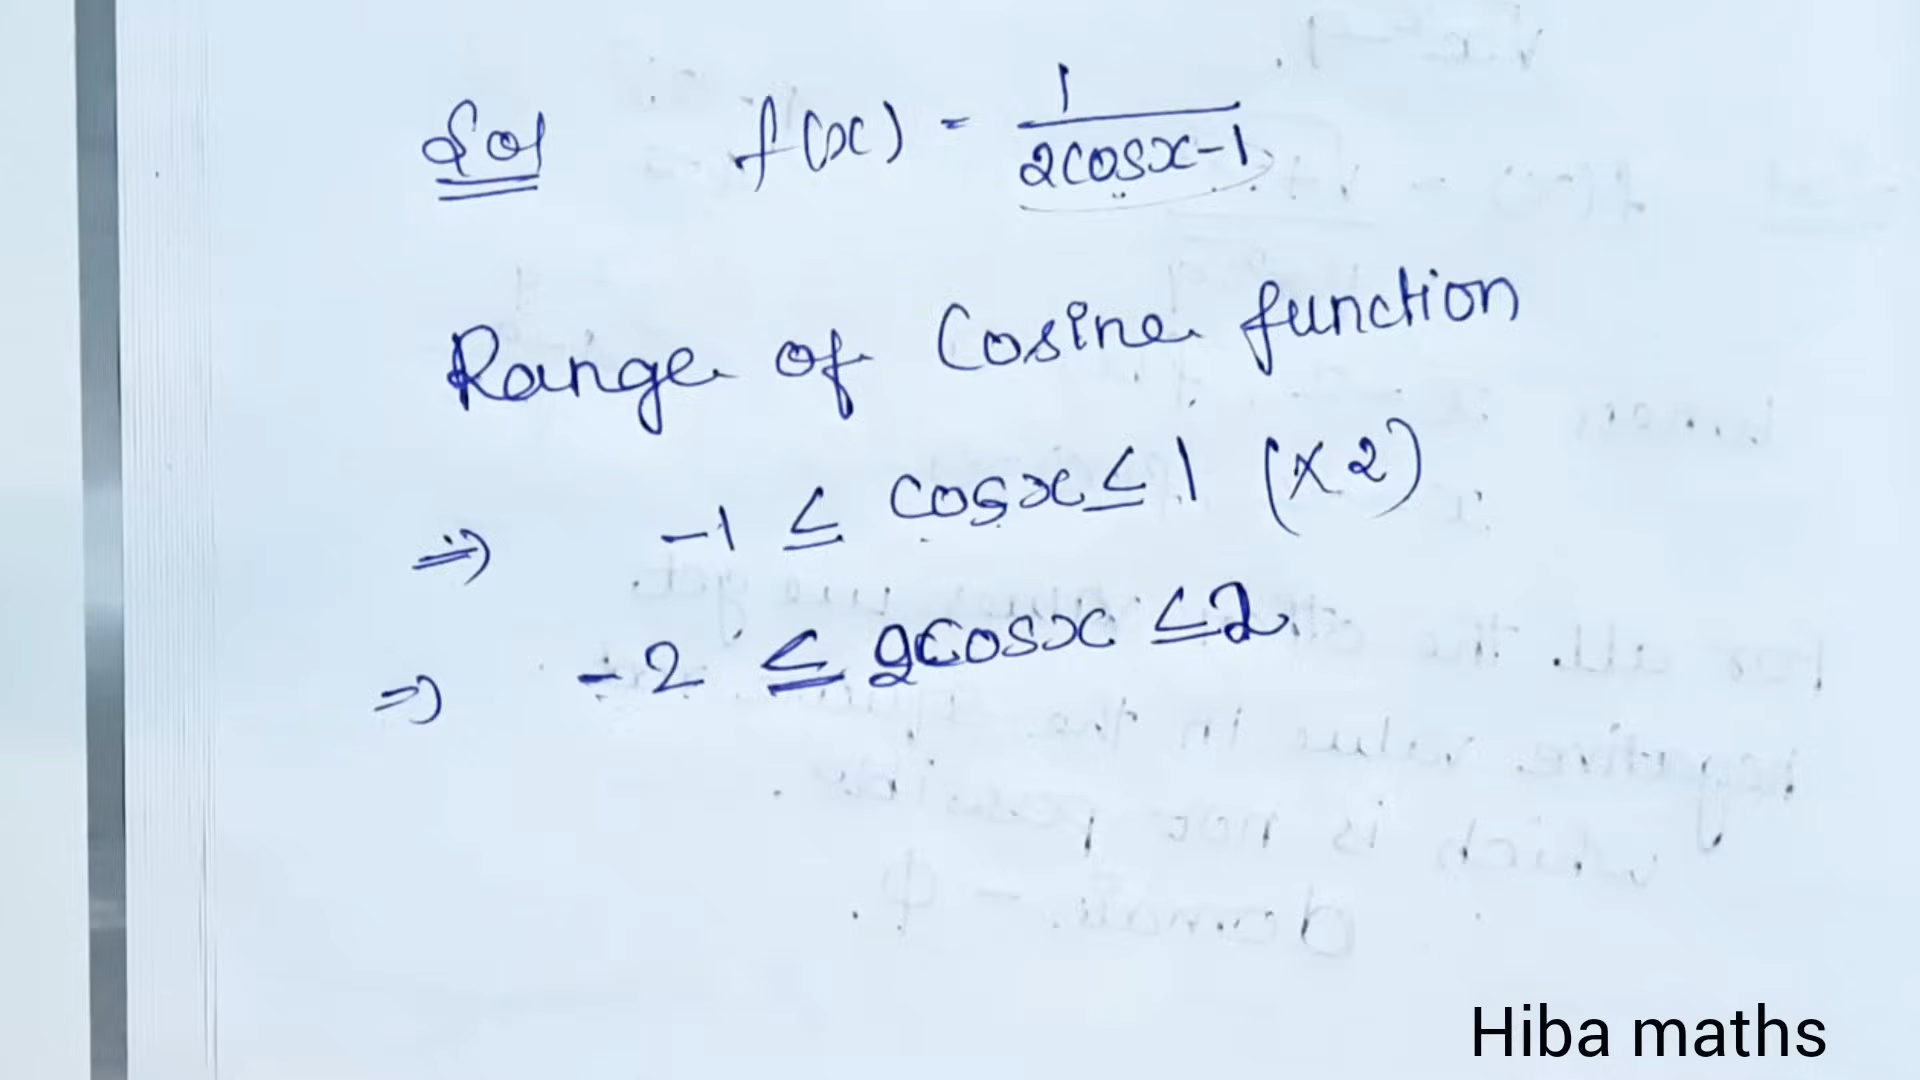 Sol f(x) = 1/(2cosx-1)
Range of Cosine function
⇒ -1 ≤ cosx ≤ 1 (× 2)
⇒ -2 ≤ 2cosx ≤ 2
Hiba maths